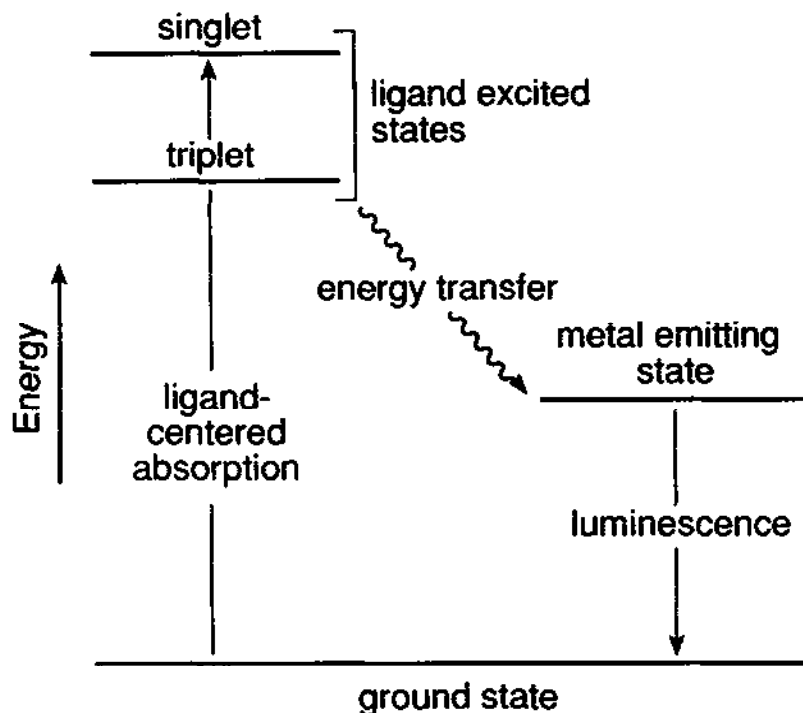 singlet
ligand excited
states
triplet
energy transfer
metal emitting
state
Energy
ligand-
centered
absorption
luminescence
ground state